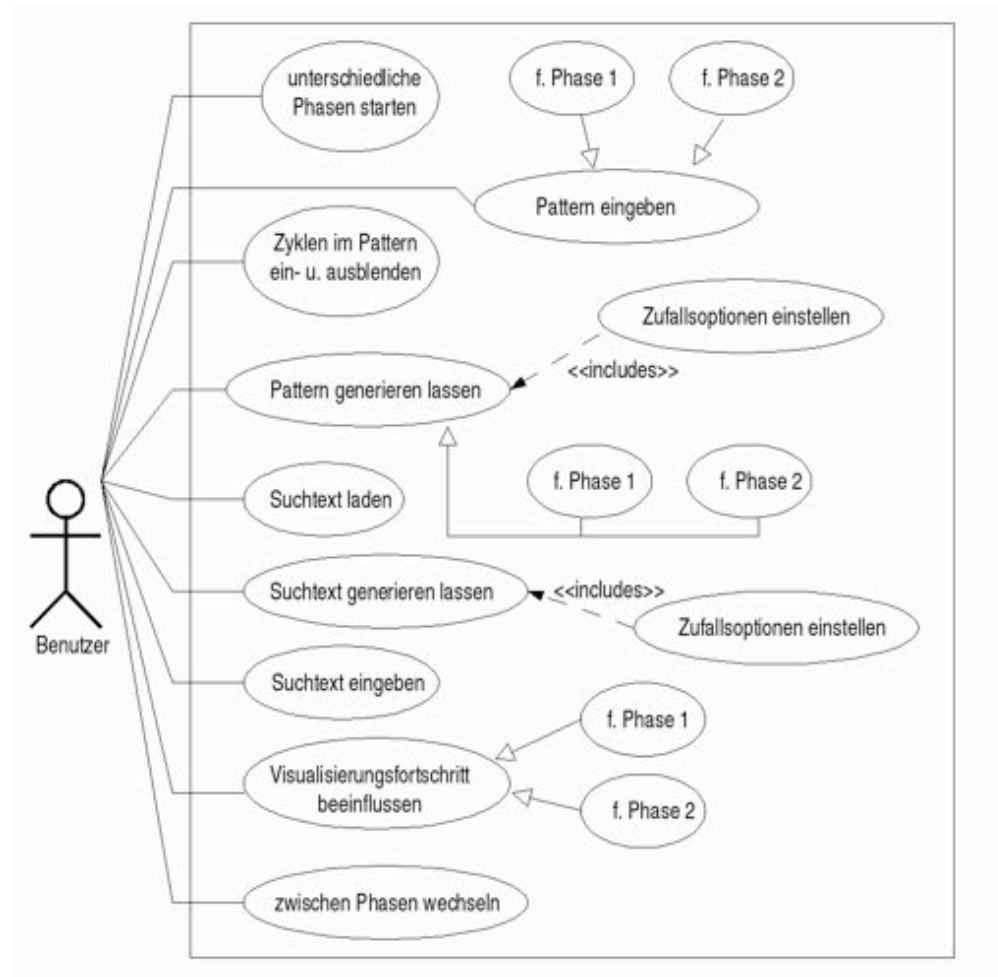 unterschiedliche
Phasen starten
f. Phase 1
f. Phase 2
Pattern eingeben
Zyklen im Pattern
ein- u. ausblenden
Zufallsoptionen einstellen
<<includes>>
Pattern generieren lassen
f. Phase 1
f. Phase 2
Suchtext laden
Suchtext generieren lassen
<<includes>>
Zufallsoptionen einstellen
Benutzer
Suchtext eingeben
f. Phase 1
Visualisierungsfortschritt
beeinflussen
f. Phase 2
zwischen Phasen wechseln